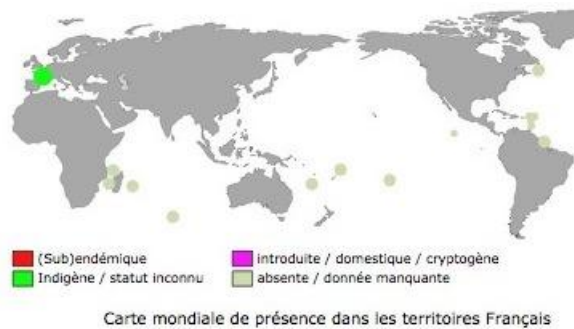 (Sub)endémique
introduite / domestique / cryptogène
Indigène / statut inconnu
absente / donnée manquante
Carte mondiale de présence dans les territoires Français